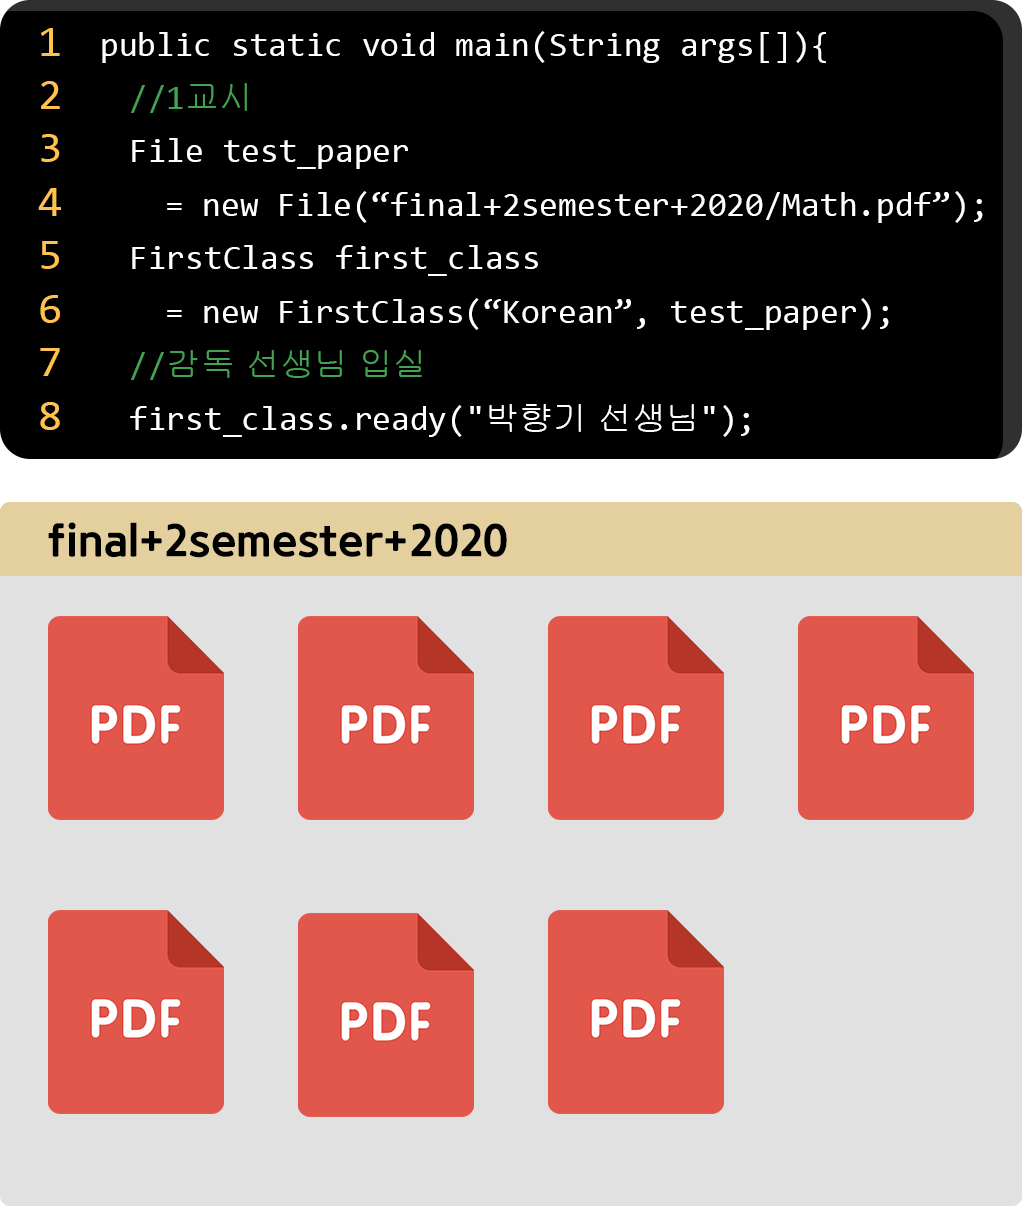 1 public static void main(String args[]){
2 //1교시
3 File test_paper
4 = new File(“final+2semester+2020/Math.pdf”);
5 FirstClass first_class
6 = new FirstClass(“Korean”, test_paper);
7 //감독 선생님 입실
8 first_class.ready("박향기 선생님");
final+2semester+2020
PDF PDF PDF PDF
PDF PDF PDF